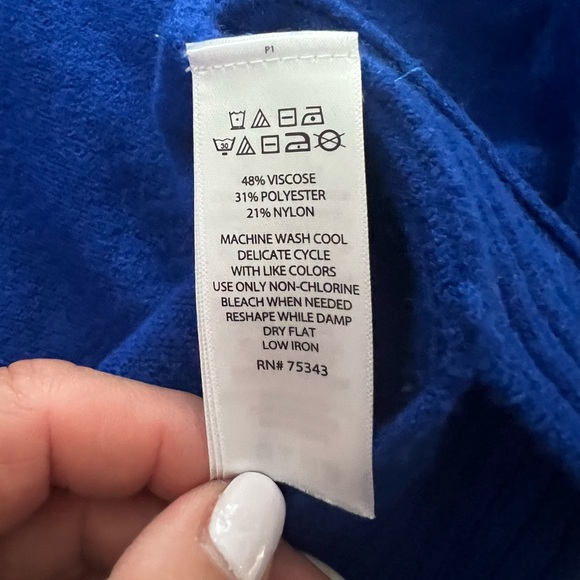 P1
30
48% VISCOSE
31% POLYESTER
21% NYLON
MACHINE WASH COOL
DELICATE CYCLE
WITH LIKE COLORS
USE ONLY NON-CHLORINE
BLEACH WHEN NEEDED
RESHAPE WHILE DAMP
DRY FLAT
LOW IRON
RN# 75343